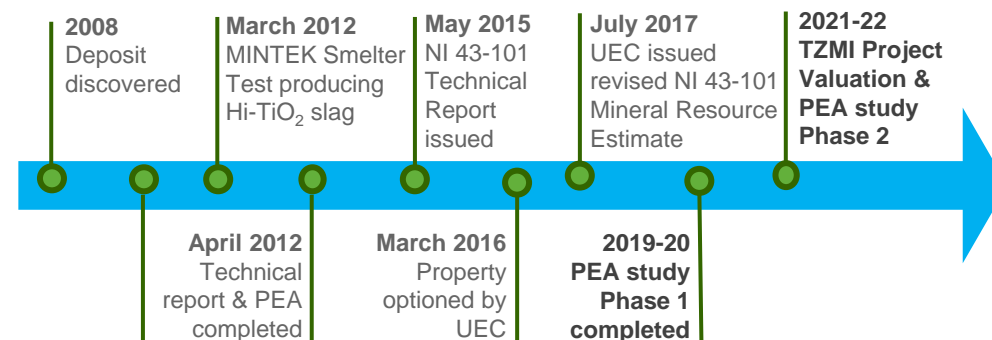 2008
Deposit
discovered
March 2012
MINTEK Smelter
Test producing
Hi-TiO₂ slag
May 2015
NI 43-101
Technical
Report
issued
July 2017
UEC issued
revised NI 43-101
Mineral Resource
Estimate
2021-22
TZMI Project
Valuation &
PEA study
Phase 2
April 2012
Technical
report & PEA
completed
March 2016
Property
optioned by
UEC
2019-20
PEA study
Phase 1
completed